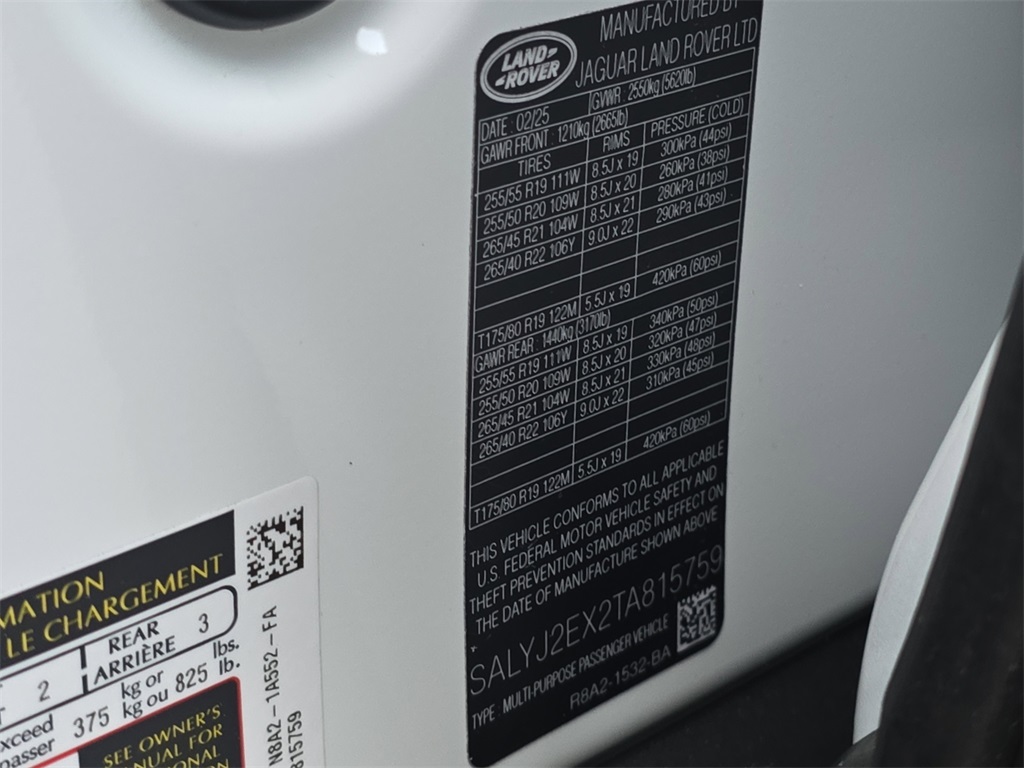 LAND-
-ROVER
MANUFACTURED BY
JAGUAR LAND ROVER LTD
DATE : 02/25 GVWR : 2550kg (5620lb)
GAWR FRONT : 1210kg (2665lb)
TIRES RIMS PRESSURE (COLD)
255/55 R19 111W 8.5J x 19 300kPa (44psi)
255/50 R20 109W 8.5J x 20 260kPa (38psi)
265/45 R21 104W 8.5J x 21 280kPa (41psi)
265/40 R22 106Y 9.0J x 22 290kPa (43psi)
T175/80 R19 122M 5.5J x 19 420kPa (60psi)
GAWR REAR : 1440kg (3170lb)
255/55 R19 111W 8.5J x 19 340kPa (50psi)
255/50 R20 109W 8.5J x 20 320kPa (47psi)
265/45 R21 104W 8.5J x 21 330kPa (48psi)
265/40 R22 106Y 9.0J x 22 310kPa (45psi)
T175/80 R19 122M 5.5J x 19 420kPa (60psi)
THIS VEHICLE CONFORMS TO ALL APPLICABLE
U.S. FEDERAL MOTOR VEHICLE SAFETY AND
THEFT PREVENTION STANDARDS IN EFFECT ON
THE DATE OF MANUFACTURE SHOWN ABOVE
SALYJ2EX2TA815759
TYPE : MULTI-PURPOSE PASSENGER VEHICLE
R8A2-1532-BA
MATION
LE CHARGEMENT
2 REAR
ARRIÈRE 3
xceed
passer 375 kg or
kg ou 825 lbs.
lb.
SEE OWNER'S
ANUAL FOR
IONAL
N8K2-1A552-FA
815759